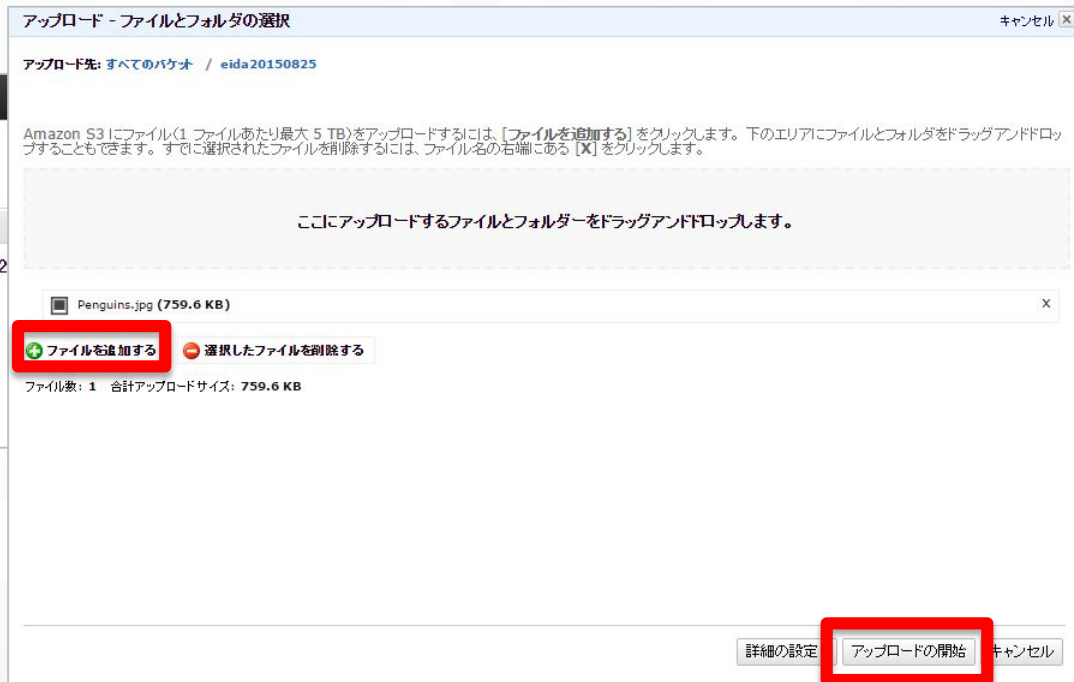 アップロード - ファイルとフォルダの選択
キャンセル X
アップロード先: すべてのバケット / eida20150825
Amazon S3 にファイル(1 ファイルあたり最大 5 TB)をアップロードするには、[ファイルを追加する] をクリックします。下のエリアにファイルとフォルダをドラッグアンドドロッ
プすることもできます。すでに選択されたファイルを削除するには、ファイル名の右端にある [X] をクリックします。
ここにアップロードするファイルとフォルダーをドラッグアンドドロップします。
2
Penguins.jpg (759.6 KB) X
ファイルを追加する 選択したファイルを削除する
ファイル数: 1 合計アップロードサイズ: 759.6 KB
詳細の設定 アップロードの開始 キャンセル